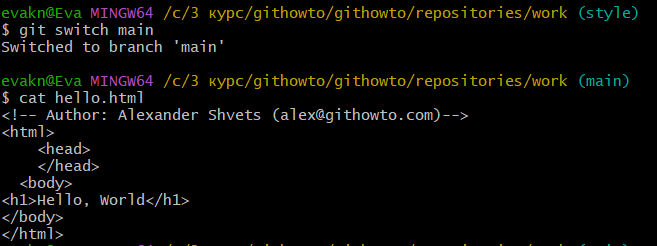 evakn@Eva MINGW64 /c/3 курс/githowto/githowto/repositories/work (style)
$ git switch main
Switched to branch 'main'

evakn@Eva MINGW64 /c/3 курс/githowto/githowto/repositories/work (main)
$ cat hello.html
<!-- Author: Alexander Shvets (alex@githowto.com)-->
<html>
    <head>
    </head>
  <body>
<h1>Hello, World</h1>
</body>
</html>